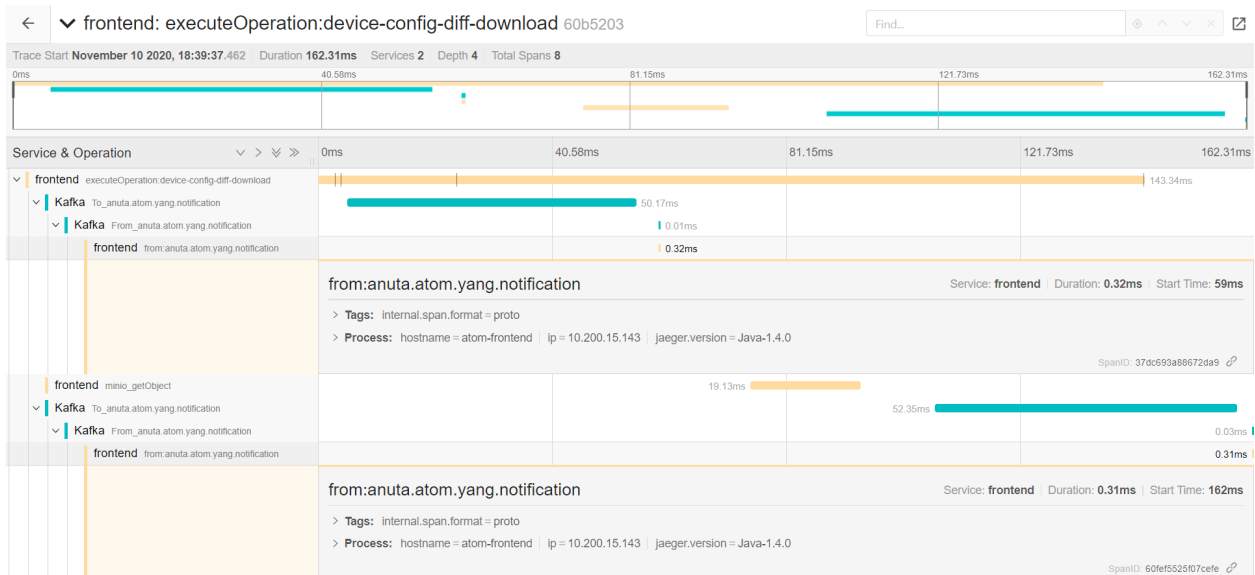 frontend: executeOperation:device-config-diff-download 60b5203
Find...
Trace Start November 10 2020, 18:39:37.462 Duration 162.31ms Services 2 Depth 4 Total Spans 8
0ms 40.58ms 81.15ms 121.73ms 162.31ms
Service & Operation 0ms 40.58ms 81.15ms 121.73ms 162.31ms
frontend executeOperation:device-config-diff-download 143.34ms
Kafka To_anuta.atom.yang.notification 50.17ms
Kafka From_anuta.atom.yang.notification 0.01ms
frontend from:anuta.atom.yang.notification 0.32ms
from:anuta.atom.yang.notification Service: frontend Duration: 0.32ms Start Time: 59ms
Tags: internal.span.format = proto
Process: hostname = atom-frontend ip = 10.200.15.143 jaeger.version = Java-1.4.0
SpanID: 37dc693a88672da9
frontend minio_getObject 19.13ms
Kafka To_anuta.atom.yang.notification 52.35ms
Kafka From_anuta.atom.yang.notification 0.03ms
frontend from:anuta.atom.yang.notification 0.31ms
from:anuta.atom.yang.notification Service: frontend Duration: 0.31ms Start Time: 162ms
Tags: internal.span.format = proto
Process: hostname = atom-frontend ip = 10.200.15.143 jaeger.version = Java-1.4.0
SpanID: 60fef5525f07cefe